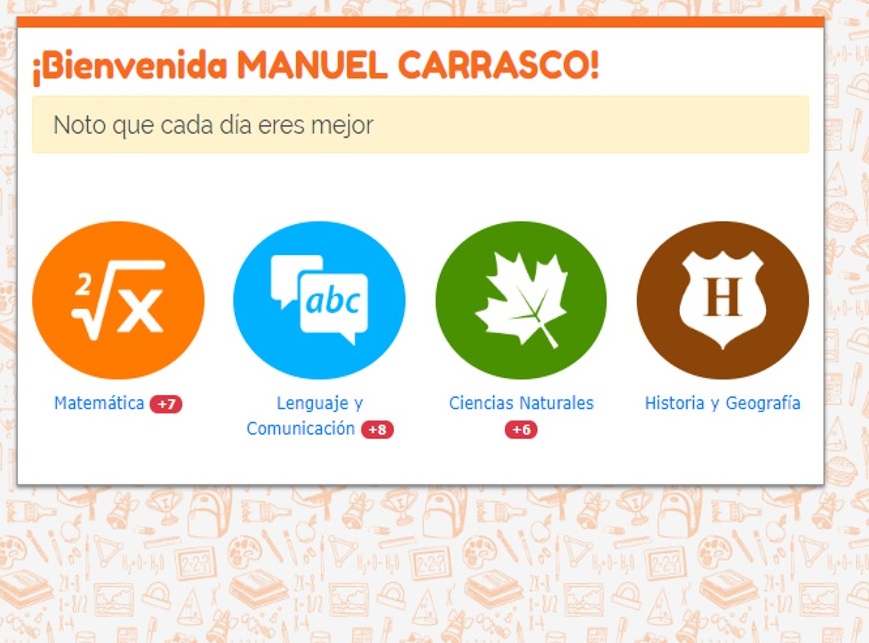 ¡Bienvenida MANUEL CARRASCO!
Noto que cada día eres mejor
2√x
abc
H
Matemática +7
Lenguaje y
Comunicación +8
Ciencias Naturales
+6
Historia y Geografía